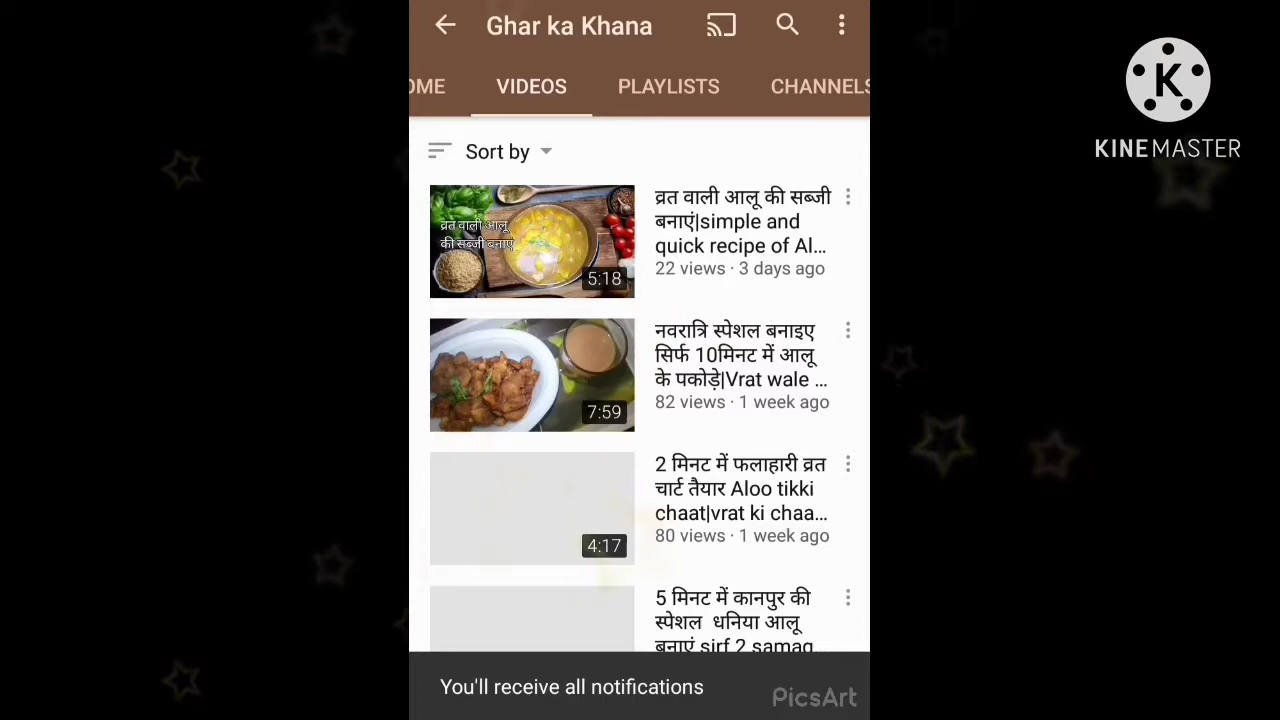 Ghar ka Khana
OME VIDEOS PLAYLISTS CHANNELS
KINEMASTER
Sort by
व्रत वाली आलू की सब्जी
बनाएं|simple and
quick recipe of Al...
22 views · 3 days ago
व्रत वाली आलू
की सब्जी बनाए
5:18
नवरात्रि स्पेशल बनाइए
सिर्फ 10मिनट में आलू
के पकोड़े|Vrat wale ...
82 views · 1 week ago
7:59
2 मिनट में फलाहारी व्रत
चार्ट तैयार Aloo tikki
chaat|vrat ki chaa...
80 views · 1 week ago
4:17
5 मिनट में कानपुर की
स्पेशल धनिया आलू
बनाएं sirf 2 samag
You'll receive all notifications
PicsArt